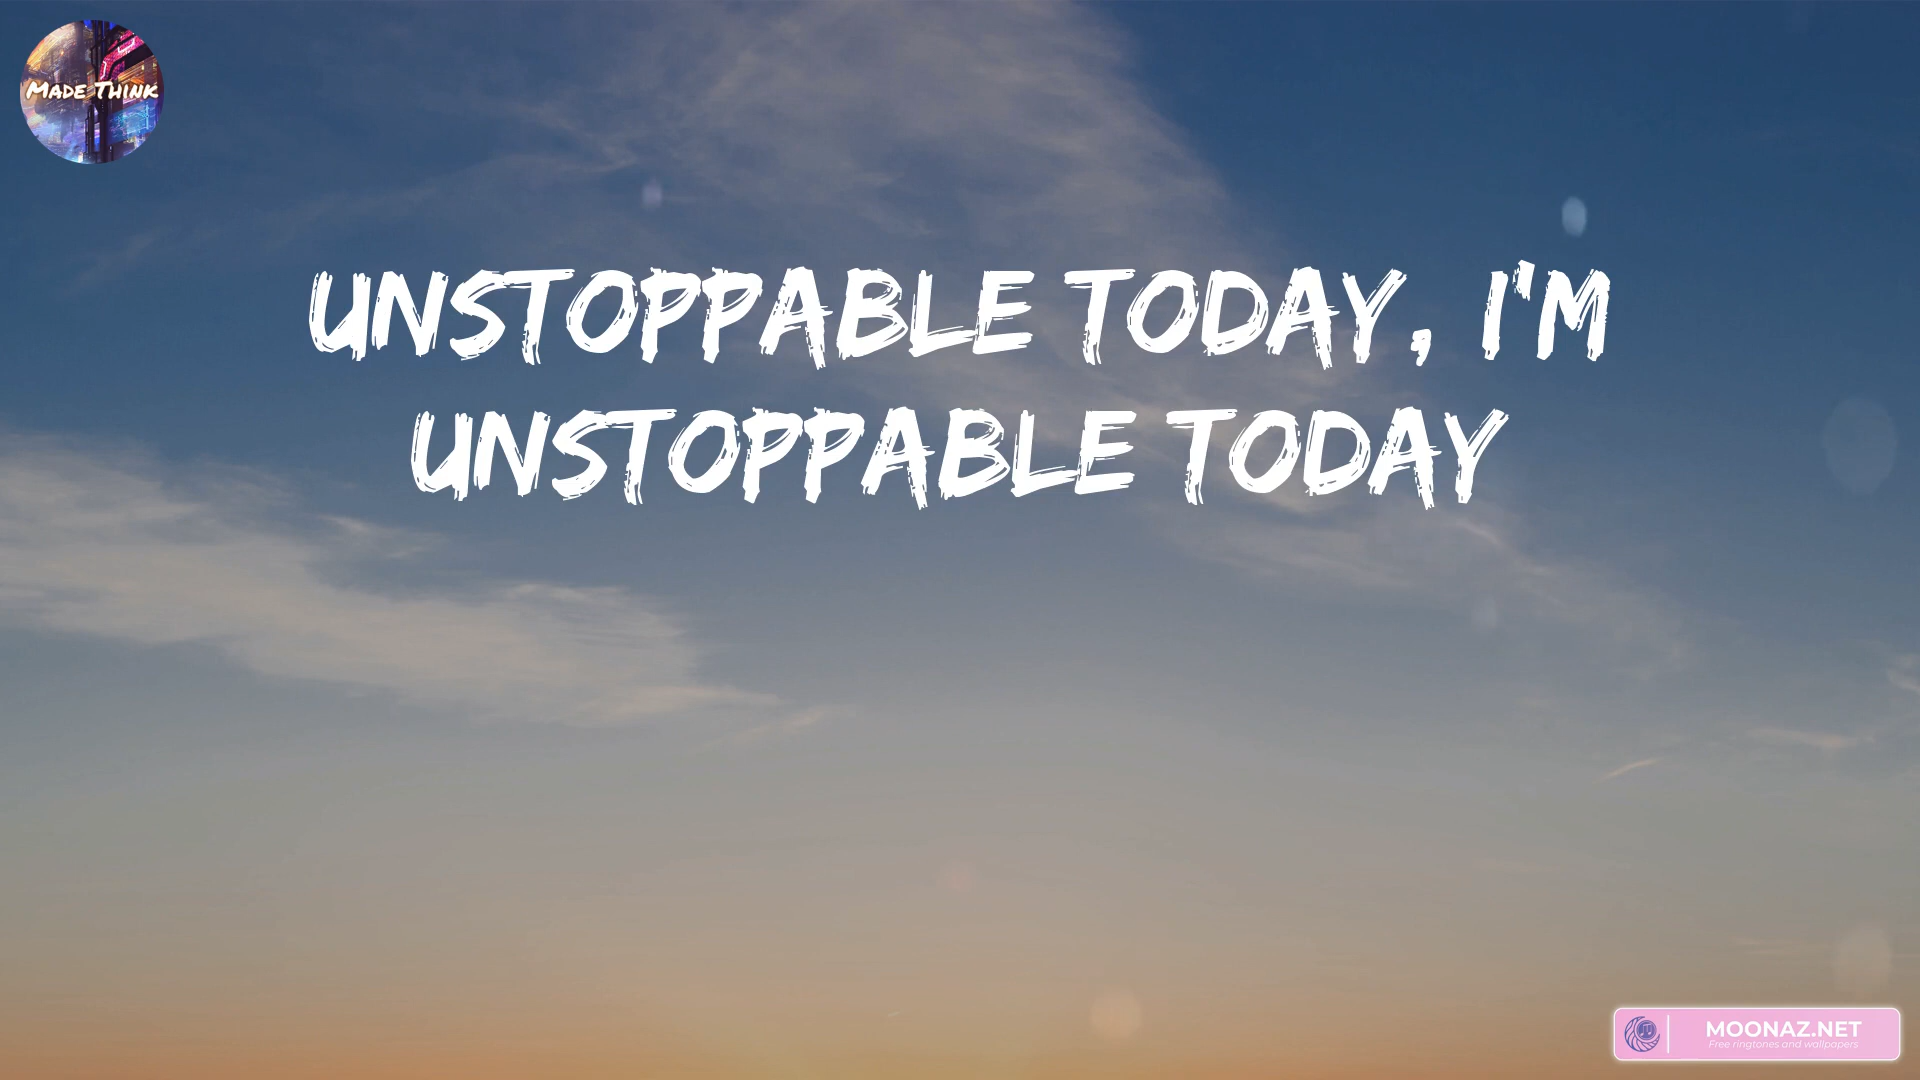 Made Think
UNSTOPPABLE TODAY, I'M
UNSTOPPABLE TODAY
MOONAZ.NET
Free ringtones and wallpapers